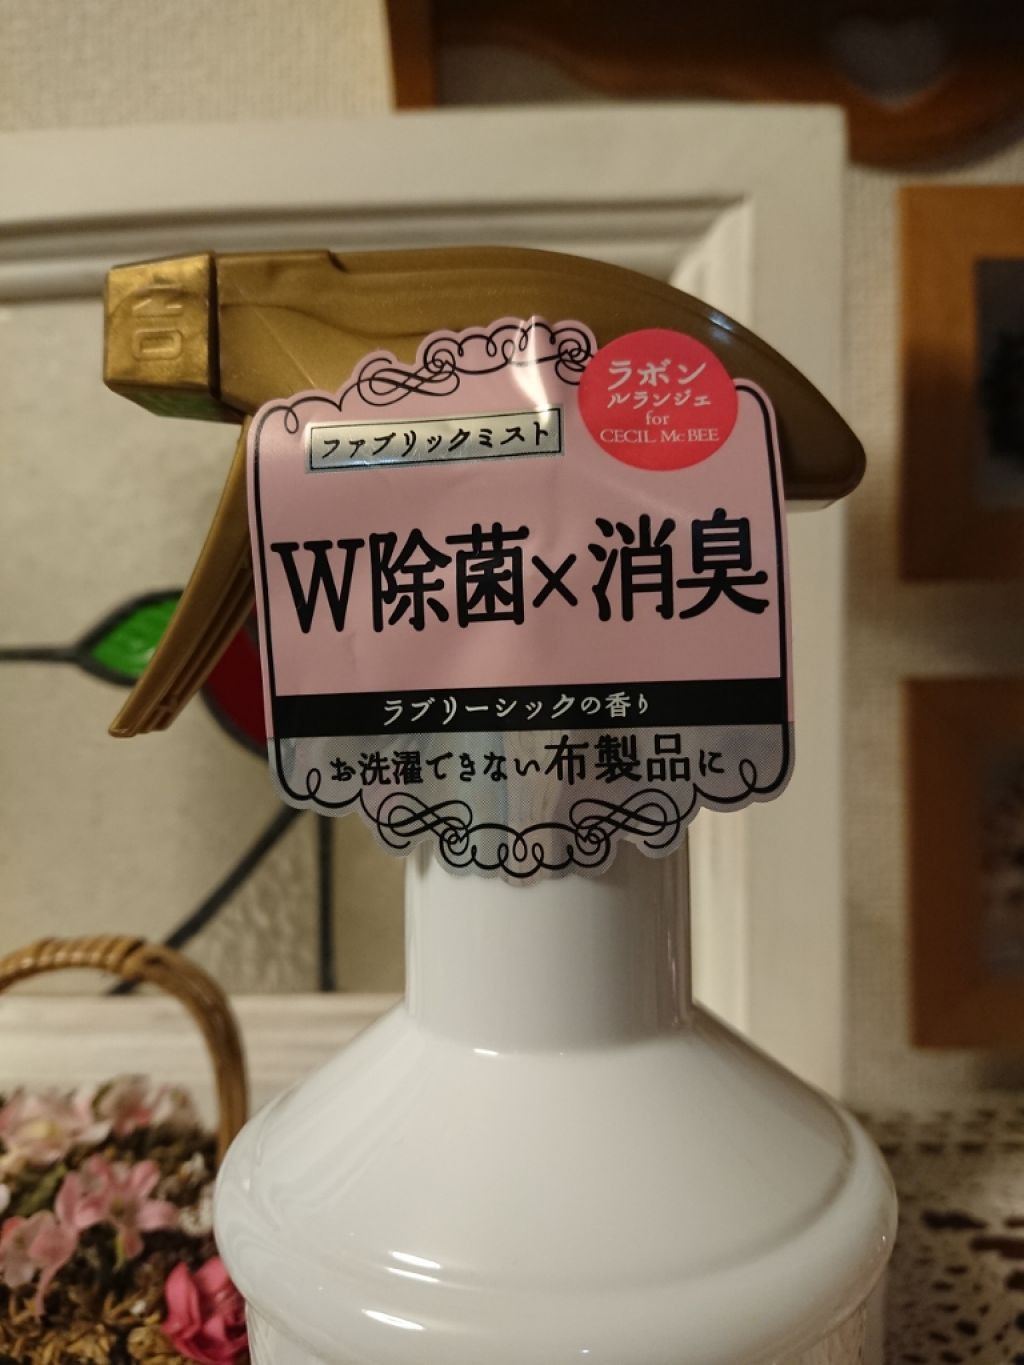 ON
ラボン
ルランジェ
for
CECIL McBEE
ファブリックミスト
W除菌×消臭
ラブリーシックの香り
お洗濯できない布製品に